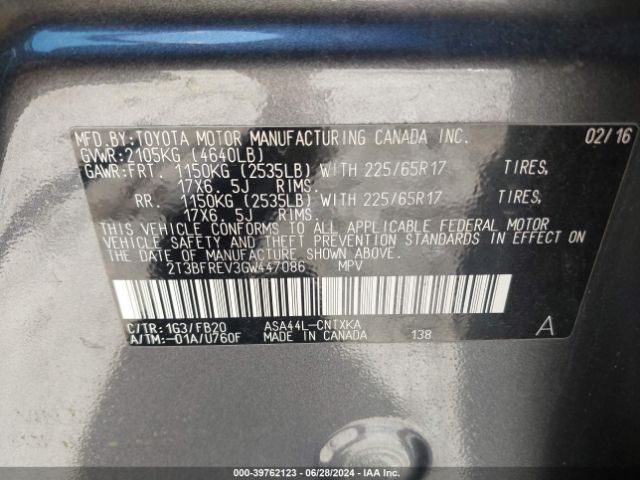 MFD.BY:TOYOTA MOTOR MANUFACTURING CANADA INC. 02/16
GVWR:2105KG (4640LB)
GAWR:FRT. 1150KG (2535LB) WITH 225/65R17 TIRES,
17X6. 5J RIMS.
RR. 1150KG (2535LB) WITH 225/65R17 TIRES,
17X6. 5J RIMS.
THIS VEHICLE CONFORMS TO ALL APPLICABLE FEDERAL MOTOR
VEHICLE SAFETY AND THEFT PREVENTION STANDARDS IN EFFECT ON
THE DATE OF MANUFACTURE SHOWN ABOVE.
2T3BFREV3GW447086 MPV
C/TR:1G3/FB20 ASA44L-CNTXKA A
A/TM:-01A/U760F MADE IN CANADA 138
000-39762123 - 06/28/2024 - IAA Inc.